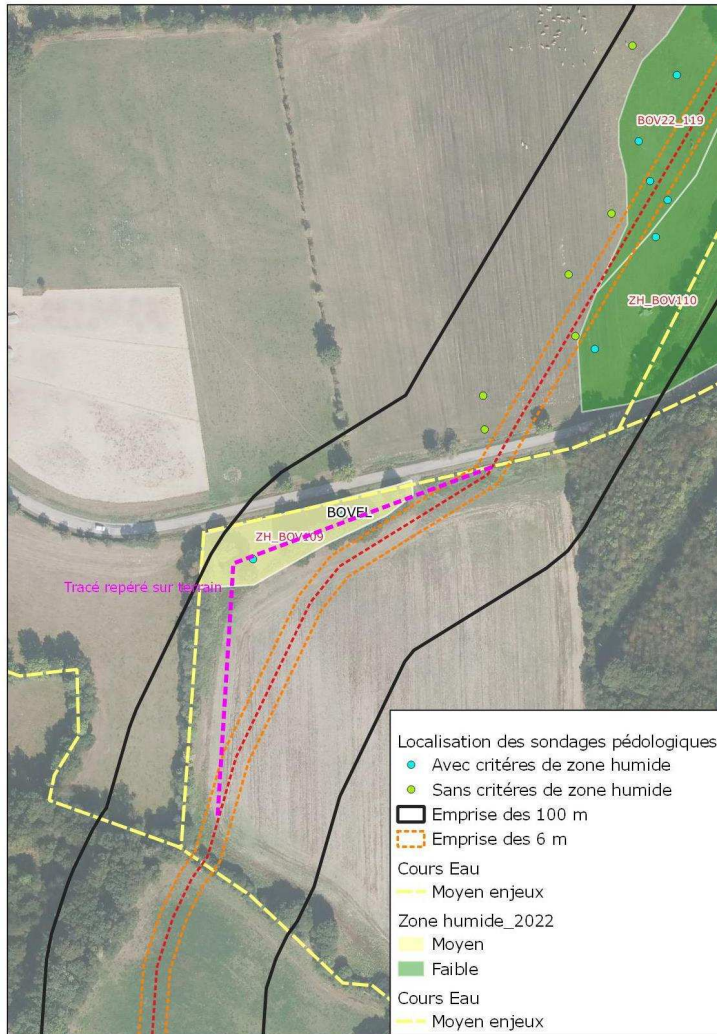 BOV22_119
ZH_BOV110
BOVEL
ZH_BOV109
Tracé repéré sur terrain
Localisation des sondages pédologiques
Avec critéres de zone humide
Sans critéres de zone humide
Emprise des 100 m
Emprise des 6 m
Cours Eau
Moyen enjeux
Zone humide_2022
Moyen
Faible
Cours Eau
Moyen enjeux